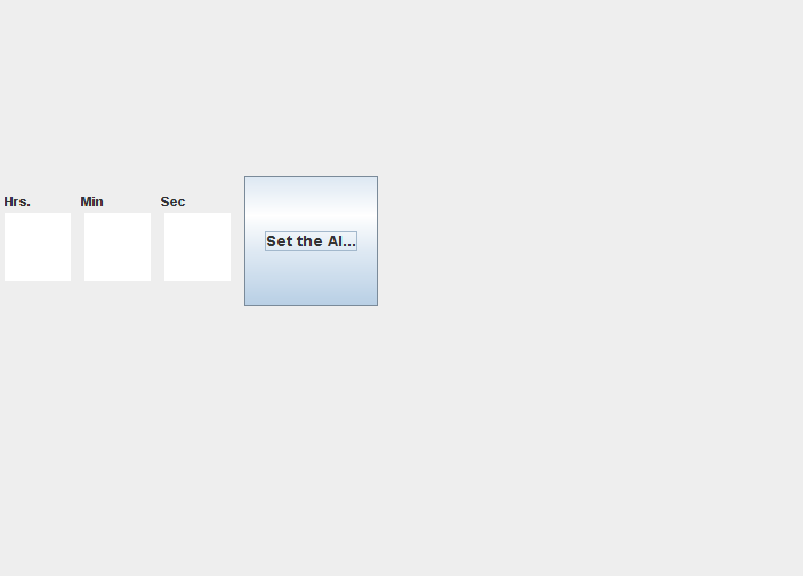 Hrs.
Min
Sec
Set the Al...